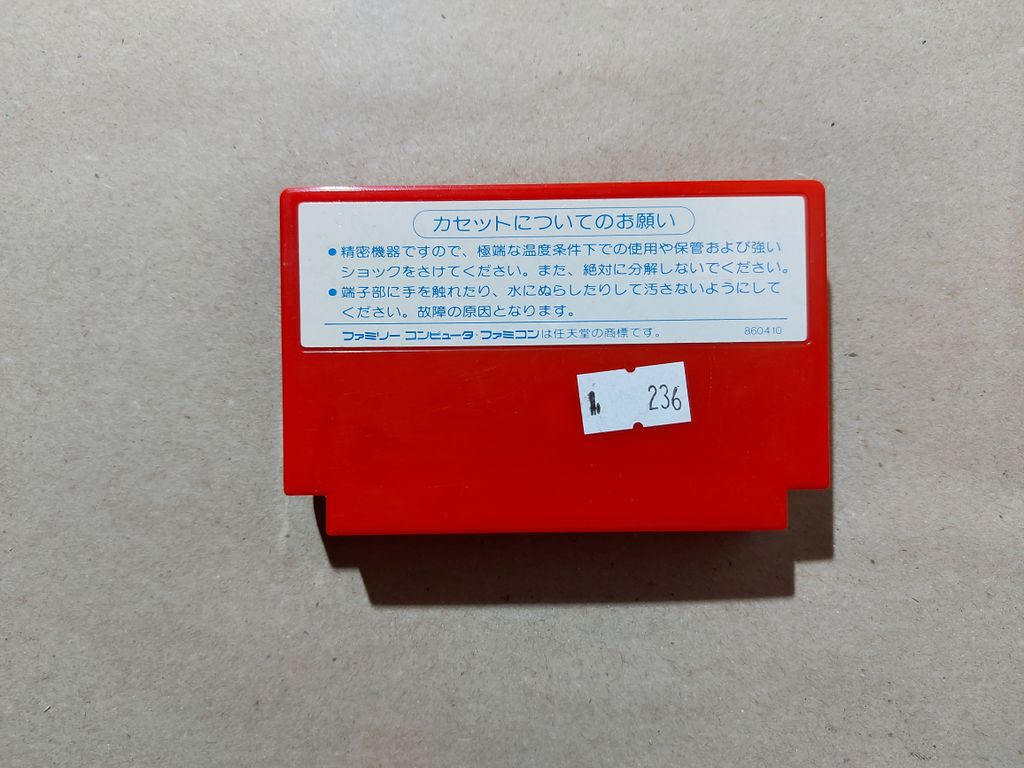 カセットについてのお願い
●精密機器ですので、極端な温度条件下での使用や保管および強い
ショックをさけてください。また、絶対に分解しないでください。
●端子部に手を触れたり、水にぬらしたりして汚さないようにして
ください。故障の原因となります。
ファミリー コンピュータ・ファミコンは任天堂の商標です。 860410
236